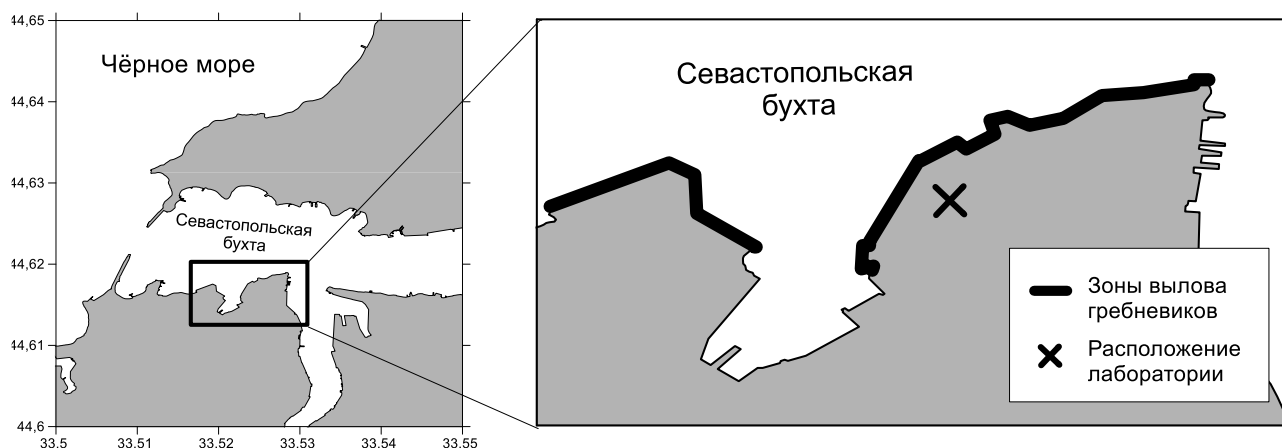 44,65
44,64
44,63
44,62
44,61
44,6
33,5
33,51
33,52
33,53
33,54
33,55
Чёрное море
Севастопольская
бухта
Севастопольская
бухта
Зоны вылова
гребневиков
Расположение
лаборатории